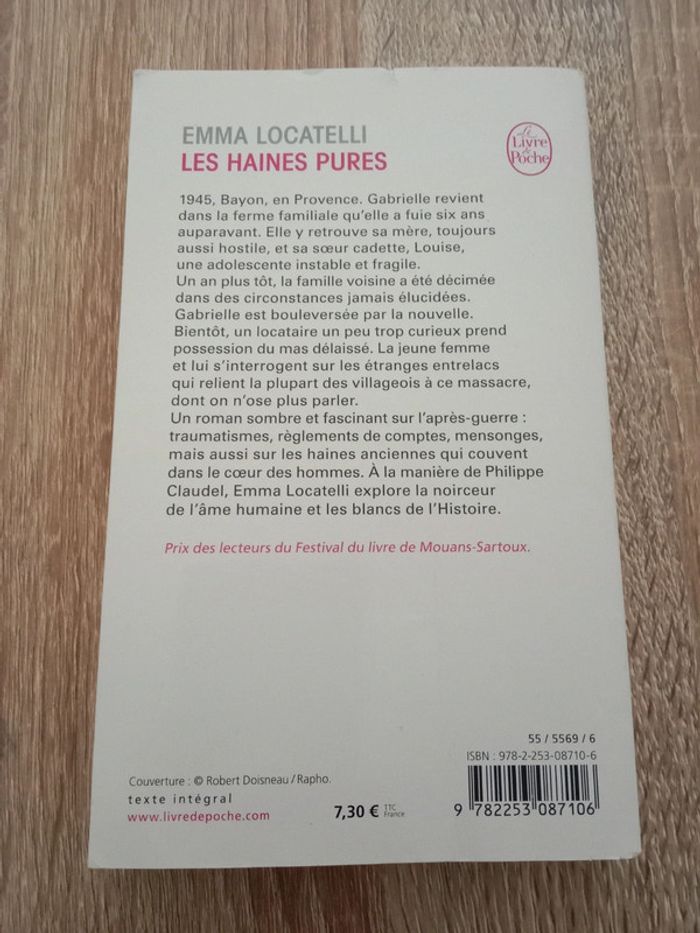 EMMA LOCATELLI
LES HAINES PURES
Le
Livre
de
Poche
1945, Bayon, en Provence. Gabrielle revient
dans la ferme familiale qu'elle a fuie six ans
auparavant. Elle y retrouve sa mère, toujours
aussi hostile, et sa sœur cadette, Louise,
une adolescente instable et fragile.
Un an plus tôt, la famille voisine a été décimée
dans des circonstances jamais élucidées.
Gabrielle est bouleversée par la nouvelle.
Bientôt, un locataire un peu trop curieux prend
possession du mas délaissé. La jeune femme
et lui s'interrogent sur les étranges entrelacs
qui relient la plupart des villageois à ce massacre,
dont on n'ose plus parler.
Un roman sombre et fascinant sur l'après-guerre :
traumatismes, règlements de comptes, mensonges,
mais aussi sur les haines anciennes qui couvent
dans le cœur des hommes. À la manière de Philippe
Claudel, Emma Locatelli explore la noirceur
de l'âme humaine et les blancs de l'Histoire.
Prix des lecteurs du Festival du livre de Mouans-Sartoux.
55 / 5569 / 6
ISBN : 978-2-253-08710-6
Couverture : © Robert Doisneau / Rapho.
texte intégral
www.livredepoche.com
7,30 € TTC France
9 782253 087106